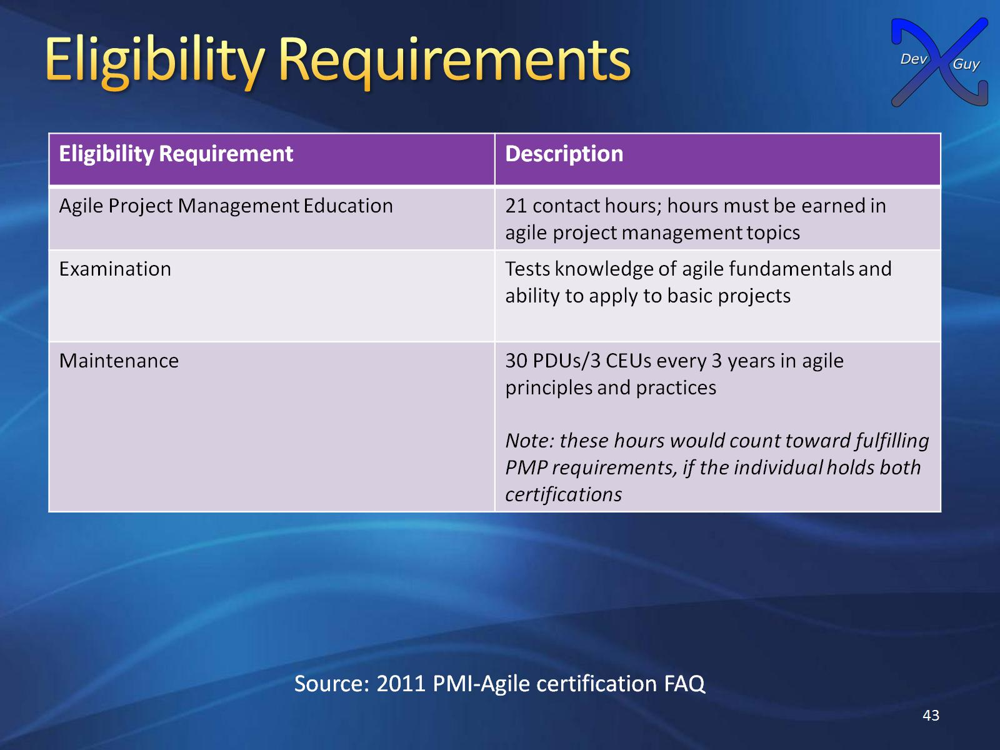 Eligibility Requirements
Dev Guy
Eligibility Requirement
Description
Agile Project Management Education
21 contact hours; hours must be earned in
agile project management topics
Examination
Tests knowledge of agile fundamentals and
ability to apply to basic projects
Maintenance
30 PDUs/3 CEUs every 3 years in agile
principles and practices
Note: these hours would count toward fulfilling
PMP requirements, if the individual holds both
certifications
Source: 2011 PMI-Agile certification FAQ
43